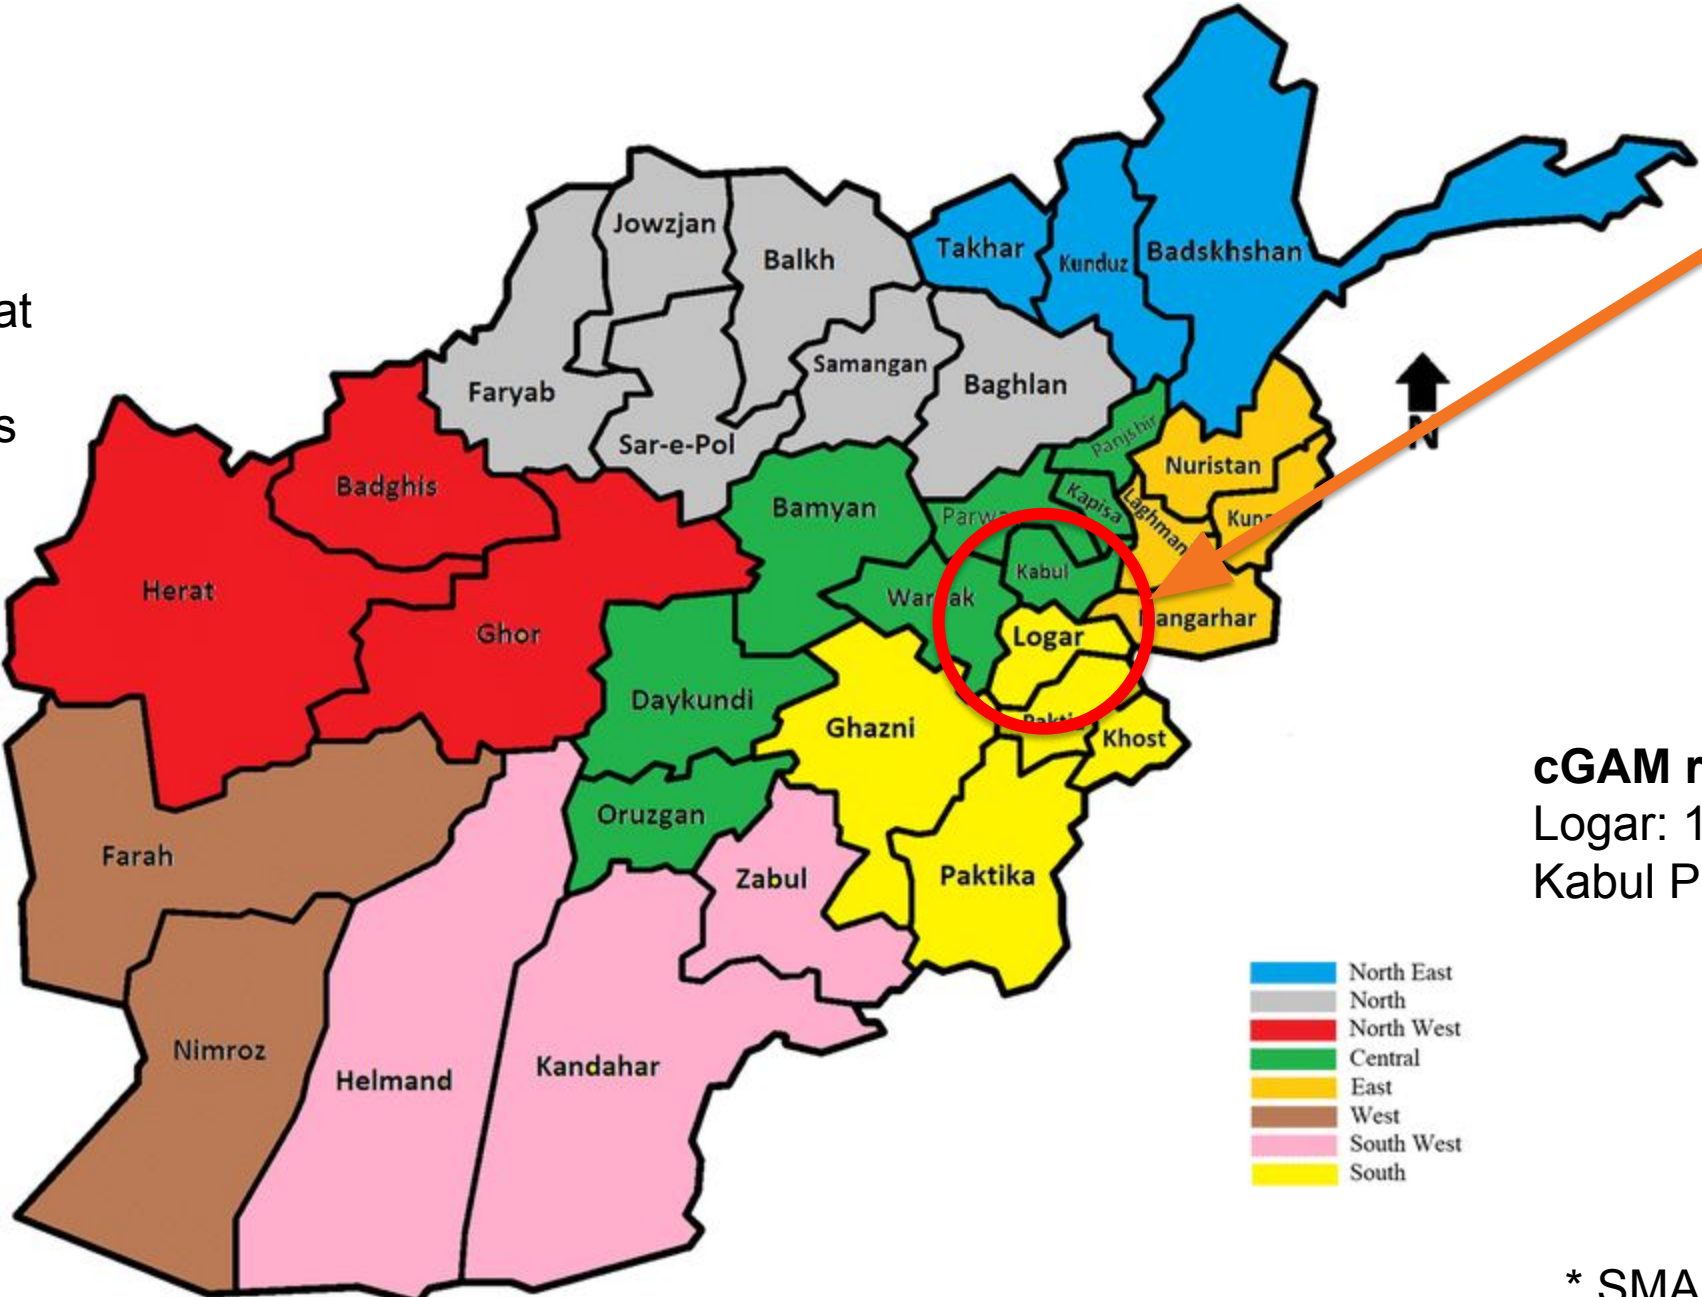 at
s
Jowzjan
Balkh
Takhar
Kunduz
Badskhshan
Faryab
Samangan
Baghlan
Sar-e-Pol
Panjshir
N
Badghis
Bamyan
Nuristan
Kapisa
Laghman
Herat
Ghor
Kabul
Logar
Daykundi
Ghazni
Khost
Oruzgan
Farah
Zabul
Paktika
Nimroz
Helmand
Kandahar
cGAM r
Logar: 1
Kabul P
North East
North
North West
Central
East
West
South West
South
* SMA